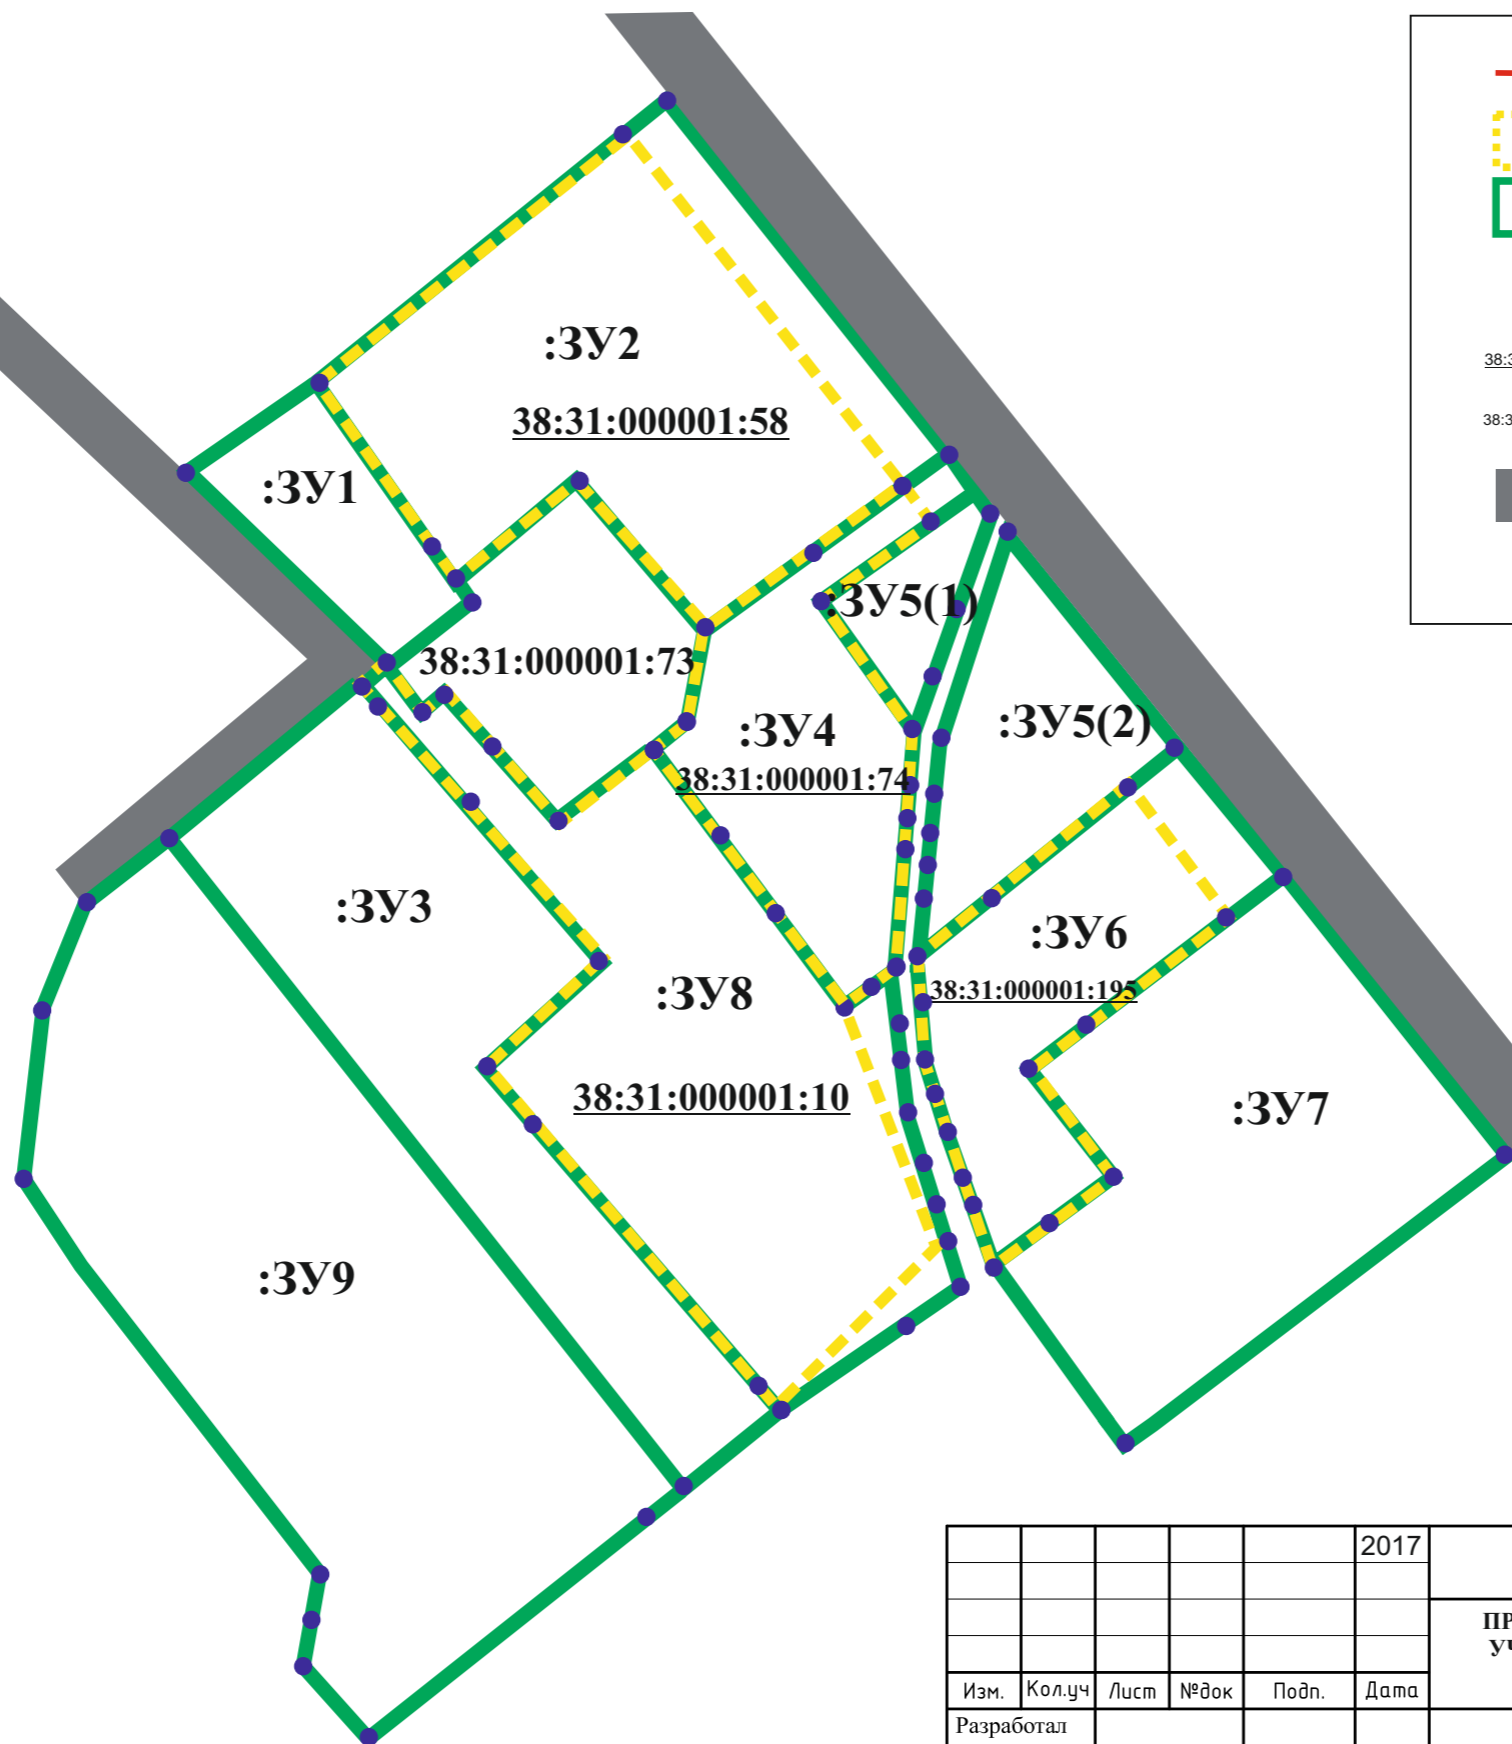 :ЗУ2
38:31:000001:58
:ЗУ1
:ЗУ5(1)
38:31:000001:73
:ЗУ4
:ЗУ5(2)
38:31:000001:74
:ЗУ3
:ЗУ6
:ЗУ8
38:31:000001:195
38:31:000001:10
:ЗУ7
:ЗУ9
2017
Изм. Кол.уч Лист №док Подп. Дата
Разработал